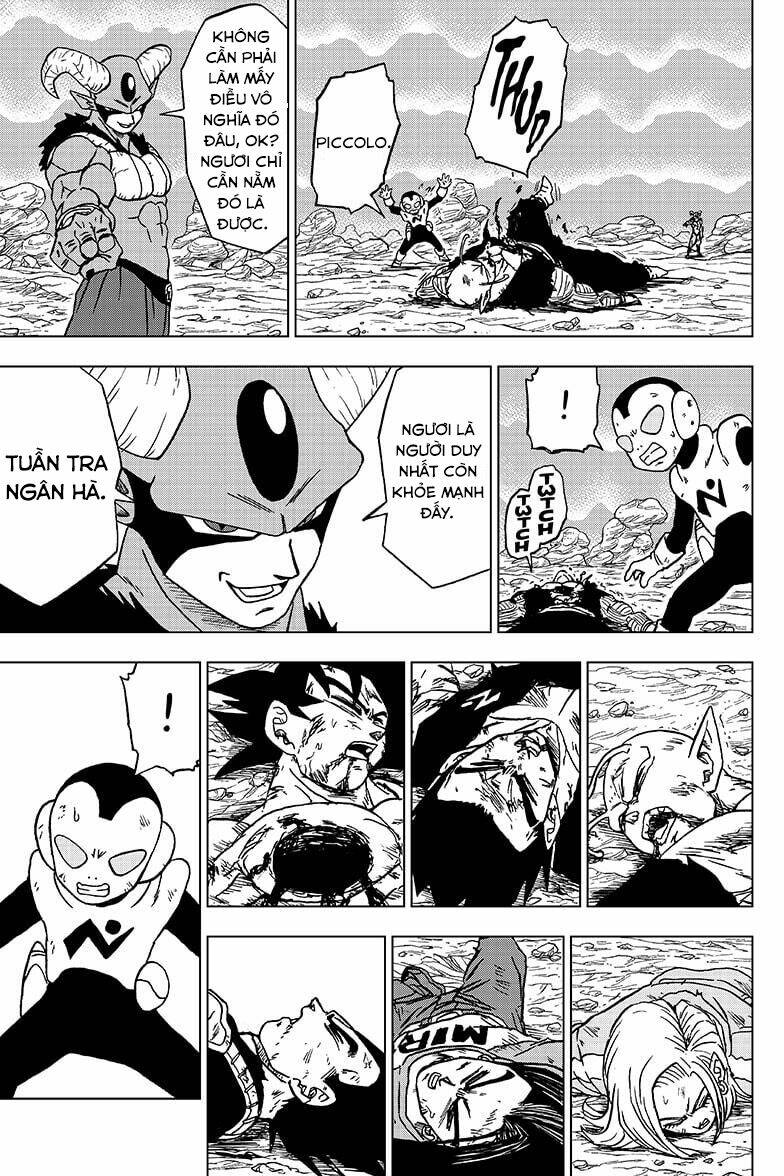 THUD
PICCOLO.
KHÔNG
CẦN PHẢI
LÀM MẤY
ĐIỀU VÔ
NGHĨA ĐÓ
ĐÂU, OK?
NGƯƠI CHỈ
CẦN NẰM
ĐÓ LÀ
ĐƯỢC.
!
TWTCH
TWTCH
NGƯƠI LÀ
NGƯỜI DUY
NHẤT CÒN
KHỎE MẠNH
ĐẤY.
TUẦN TRA
NGÂN HÀ.
!
MIR